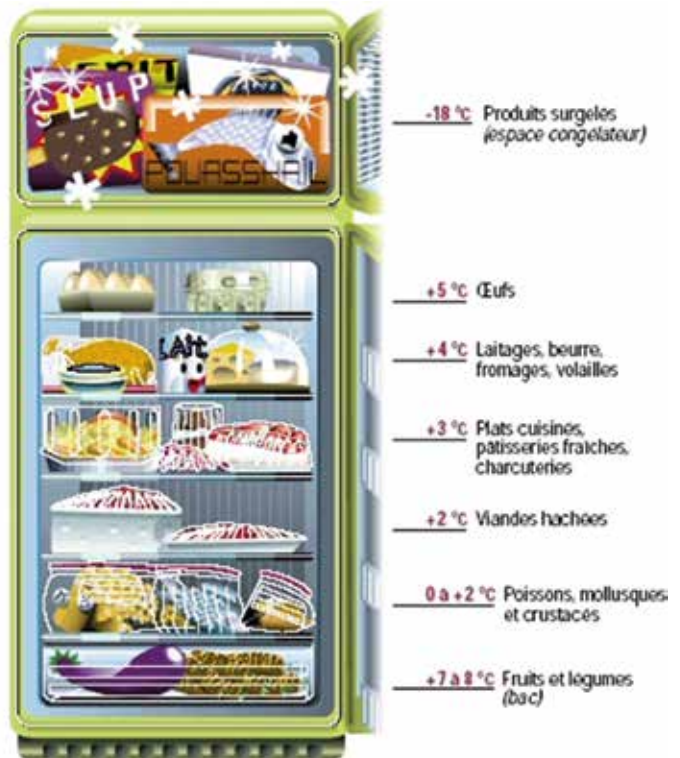 SLUP
POUASSKAIL
Lait
-18 °C Produits surgelés
(espace congélateur)
+5 °C Œufs
+4 °C Laitages, beurre,
fromages, volailles
+3 °C Plats cuisinés,
pâtisseries fraîches,
charcuteries
+2 °C Viandes hachées
0 à +2 °C Poissons, mollusques
et crustacés
+7 à 8 °C Fruits et légumes
(bac)